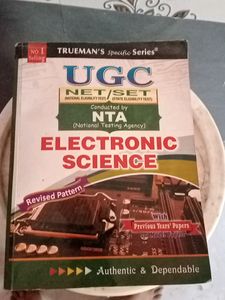 NO 1
Selling
TRUEMAN'S Specific Series
UGC
NET/SET
(NATIONAL ELIGIBILITY TEST) (STATE ELIGIBILITY TEST)
Conducted by
NTA
(National Testing Agency)
ELECTRONIC
SCIENCE
Revised Pattern
With
Previous Years' Papers
Authentic & Dependable